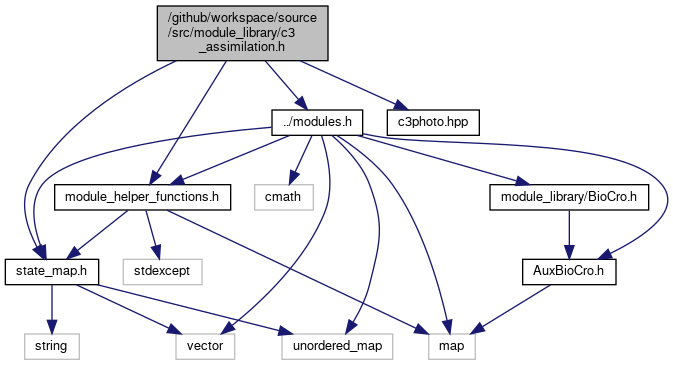 /github/workspace/source
/src/module_library/c3
_assimilation.h
../modules.h
c3photo.hpp
module_helper_functions.h
cmath
module_library/BioCro.h
state_map.h
stdexcept
AuxBioCro.h
string
vector
unordered_map
map